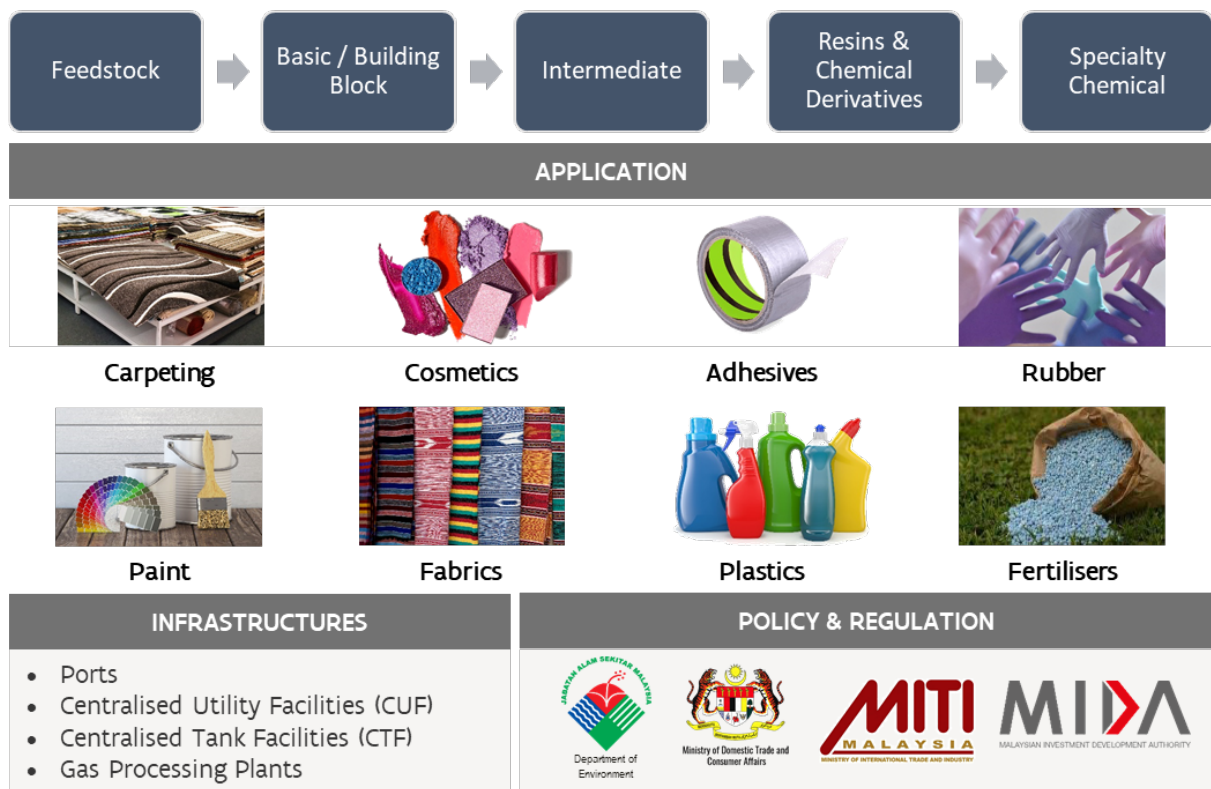 Feedstock
Basic / Building
Block
Intermediate
Resins &
Chemical
Derivatives
Specialty
Chemical
APPLICATION
Carpeting
Cosmetics
Adhesives
Rubber
Paint
Fabrics
Plastics
Fertilisers
INFRASTRUCTURES
• Ports
• Centralised Utility Facilities (CUF)
• Centralised Tank Facilities (CTF)
• Gas Processing Plants
POLICY & REGULATION
JABATAN ALAM SEKITAR MALAYSIA
Department of
Environment
Ministry of Domestic Trade and
Consumer Affairs
MITI
MALAYSIA
MINISTRY OF INTERNATIONAL TRADE AND INDUSTRY
MIDA
MALAYSIAN INVESTMENT DEVELOPMENT AUTHORITY